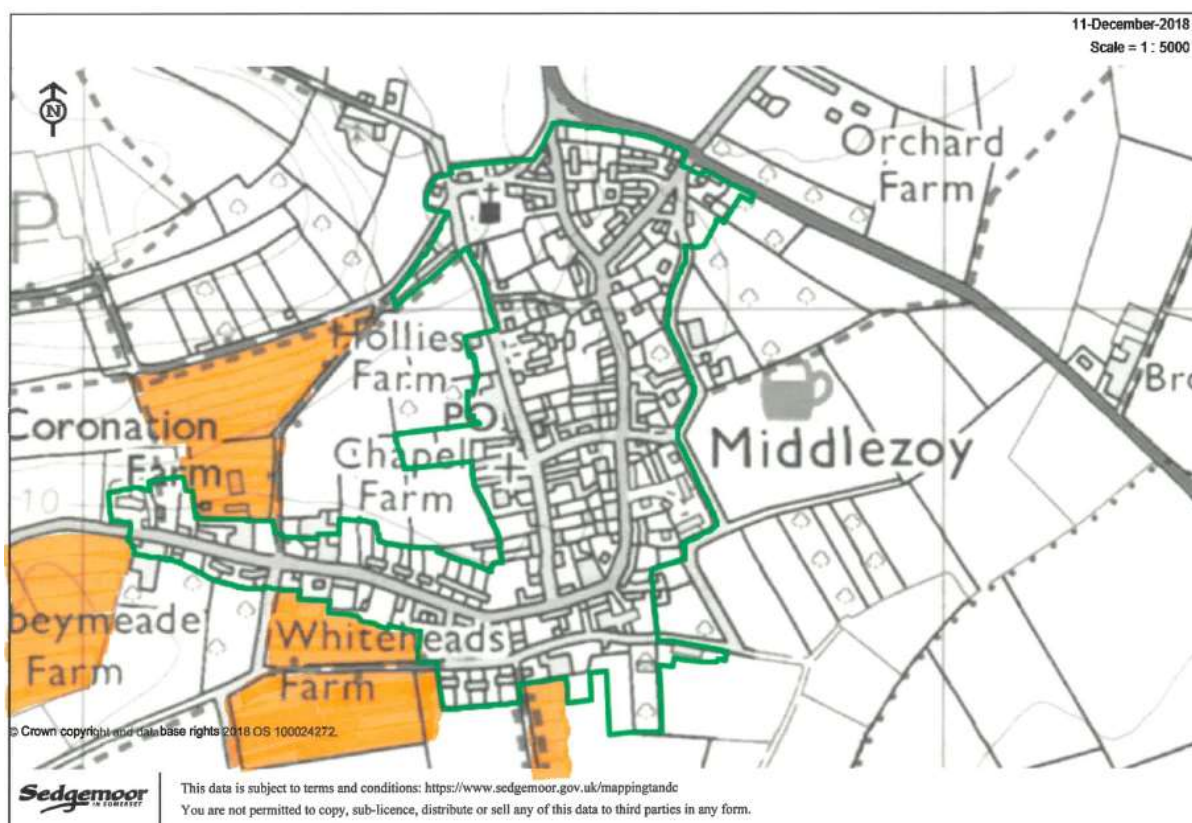 11-December-2018
Scale = 1 : 5000
N
Orchard
Farm
P
Hollies
Farm
PO
Coronation
Farm
Chapel
Farm
Middlezoy
10
beymeade
Farm
Whiteheads
Farm
© Crown copyright and database rights 2018 OS 100024272.
Sedgemoor
IN SOMERSET
This data is subject to terms and conditions: https://www.sedgemoor.gov.uk/mappingtandc
You are not permitted to copy, sub-licence, distribute or sell any of this data to third parties in any form.